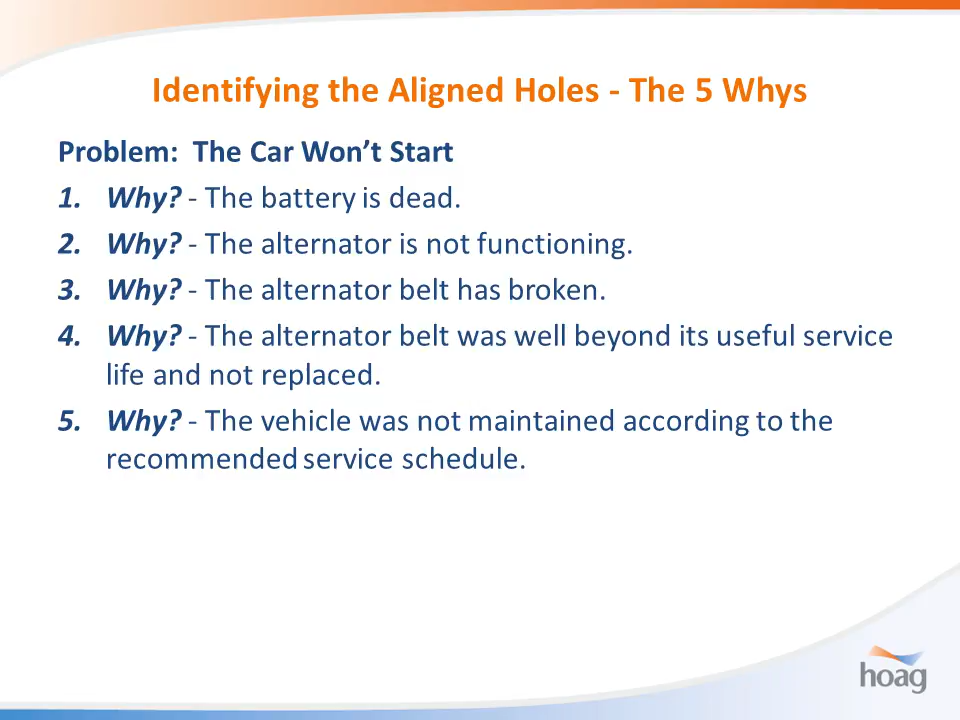 Identifying the Aligned Holes - The 5 Whys
Problem: The Car Won’t Start
1. Why? - The battery is dead.
2. Why? - The alternator is not functioning.
3. Why? - The alternator belt has broken.
4. Why? - The alternator belt was well beyond its useful service
life and not replaced.
5. Why? - The vehicle was not maintained according to the
recommended service schedule.
hoag